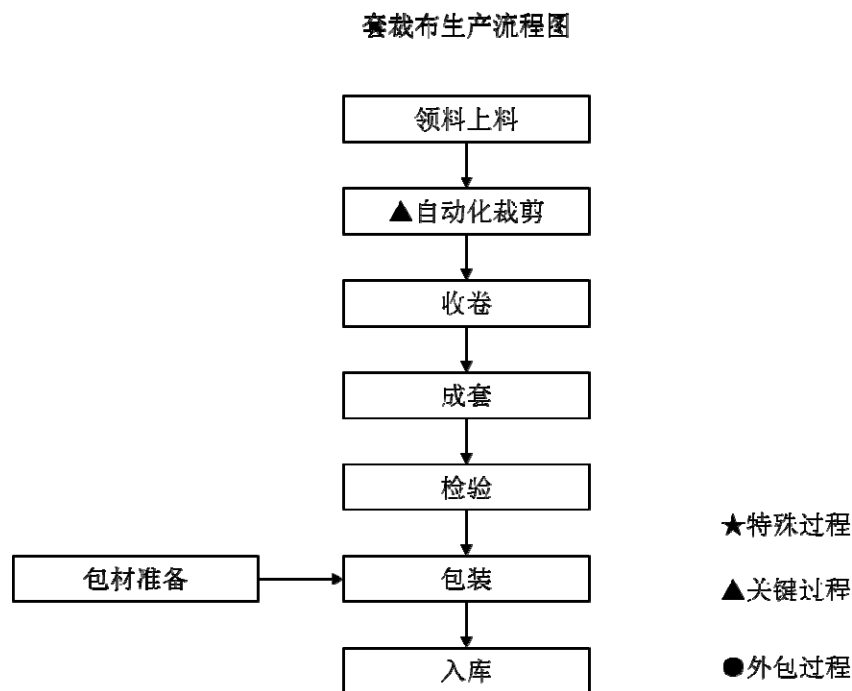 套裁布生产流程图
领料上料
▲自动化裁剪
收卷
成套
检验
★特殊过程
包材准备
包装
▲关键过程
入库
●外包过程